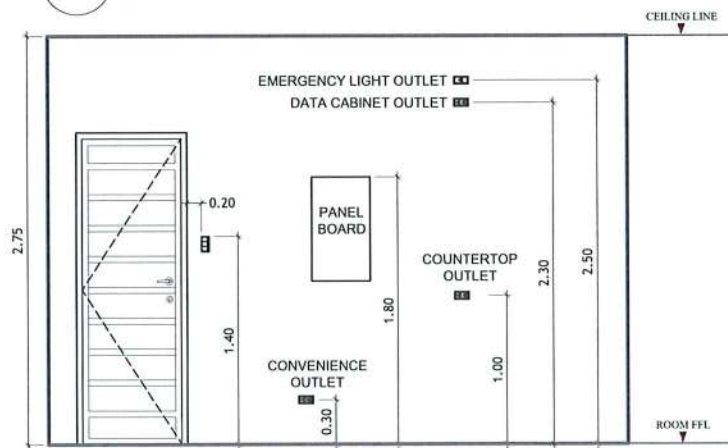 CEILING LINE
EMERGENCY LIGHT OUTLET
DATA CABINET OUTLET
0.20
PANEL
BOARD
2.75
COUNTERTOP
OUTLET
2.30
2.50
1.80
1.40
1.00
CONVENIENCE
OUTLET
0.30
ROOM FFL